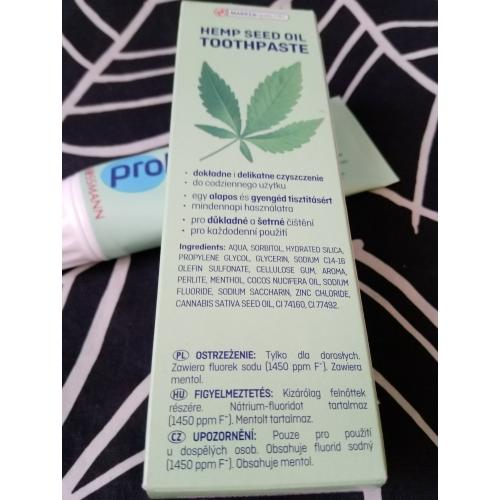 HEMP SEED OIL
TOOTHPASTE
pro
SSMANN
• dokładne i delikatne czyszczenie
• do codziennego użytku
• egy alapos és gyengéd tisztításért
• mindennapi használatra
• pro důkladné a šetrné čištění
• pro každodenní použití
Ingredients: AQUA, SORBITOL, HYDRATED SILICA,
PROPYLENE GLYCOL, GLYCERIN, SODIUM C14-16
OLEFIN SULFONATE, CELLULOSE GUM, AROMA,
PERLITE, MENTHOL, COCOS NUCIFERA OIL, SODIUM
FLUORIDE, SODIUM SACCHARIN, ZINC CHLORIDE,
CANNABIS SATIVA SEED OIL, CI 74160, CI 77492.
PL OSTRZEŻENIE: Tylko dla dorosłych.
Zawiera fluorek sodu (1450 ppm F⁻). Zawiera
mentol.
HU FIGYELMEZTETÉS: Kizárólag felnőttek
részére. Nátrium-fluoridot tartalmaz
(1450 ppm F⁻). Mentolt tartalmaz.
CZ UPOZORNĚNÍ: Pouze pro použití
u dospělých osob. Obsahuje fluorid sodný
(1450 ppm F⁻). Obsahuje mentol.